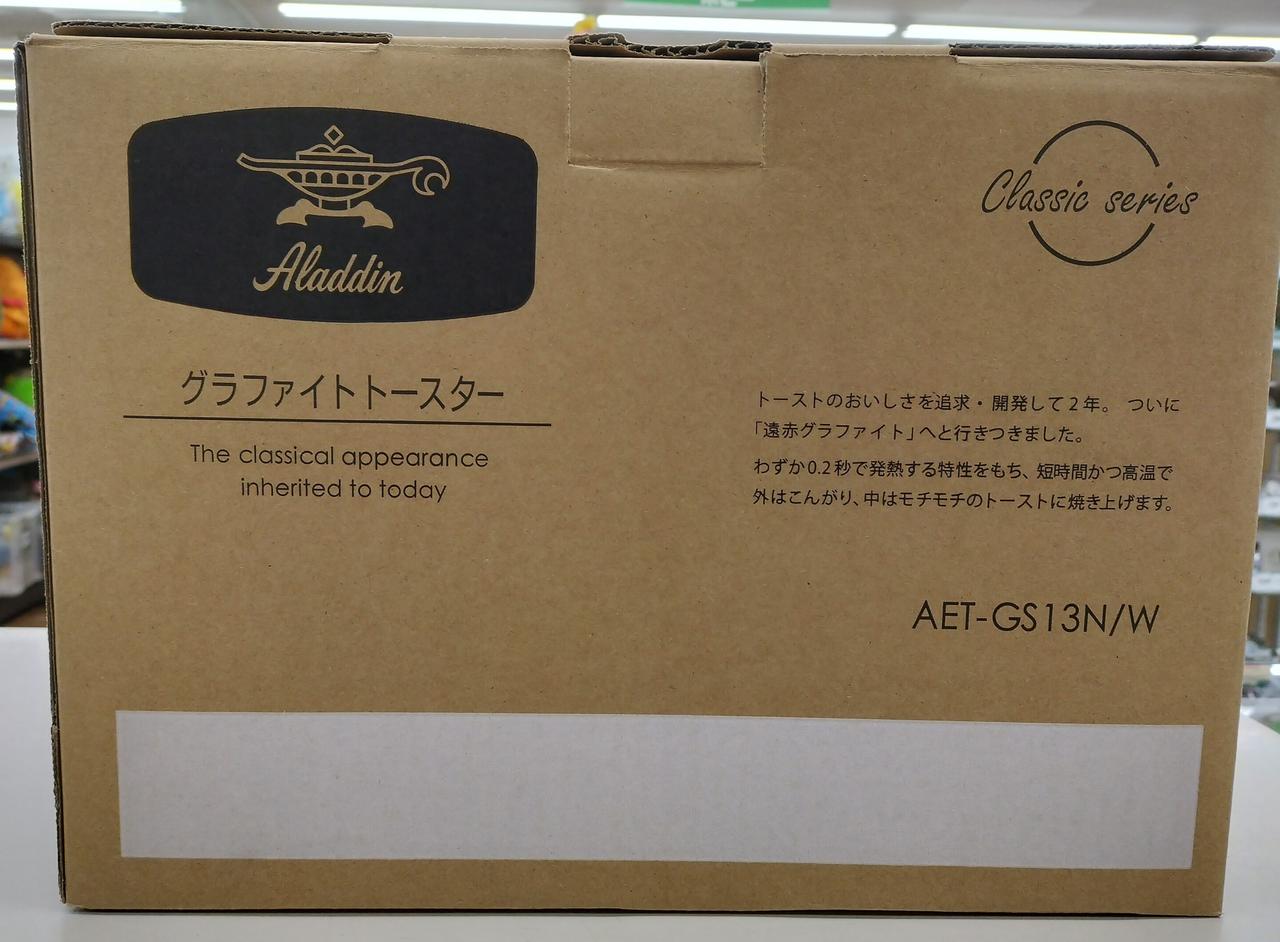 Aladdin
Classic series
グラファイトトースター
The classical appearance
inherited to today
トーストのおいしさを追求・開発して2年。 ついに
「遠赤グラファイト」へと行きつきました。
わずか0.2秒で発熱する特性をもち、短時間かつ高温で
外はこんがり、中はモチモチのトーストに焼き上げます。
AET-GS13N/W